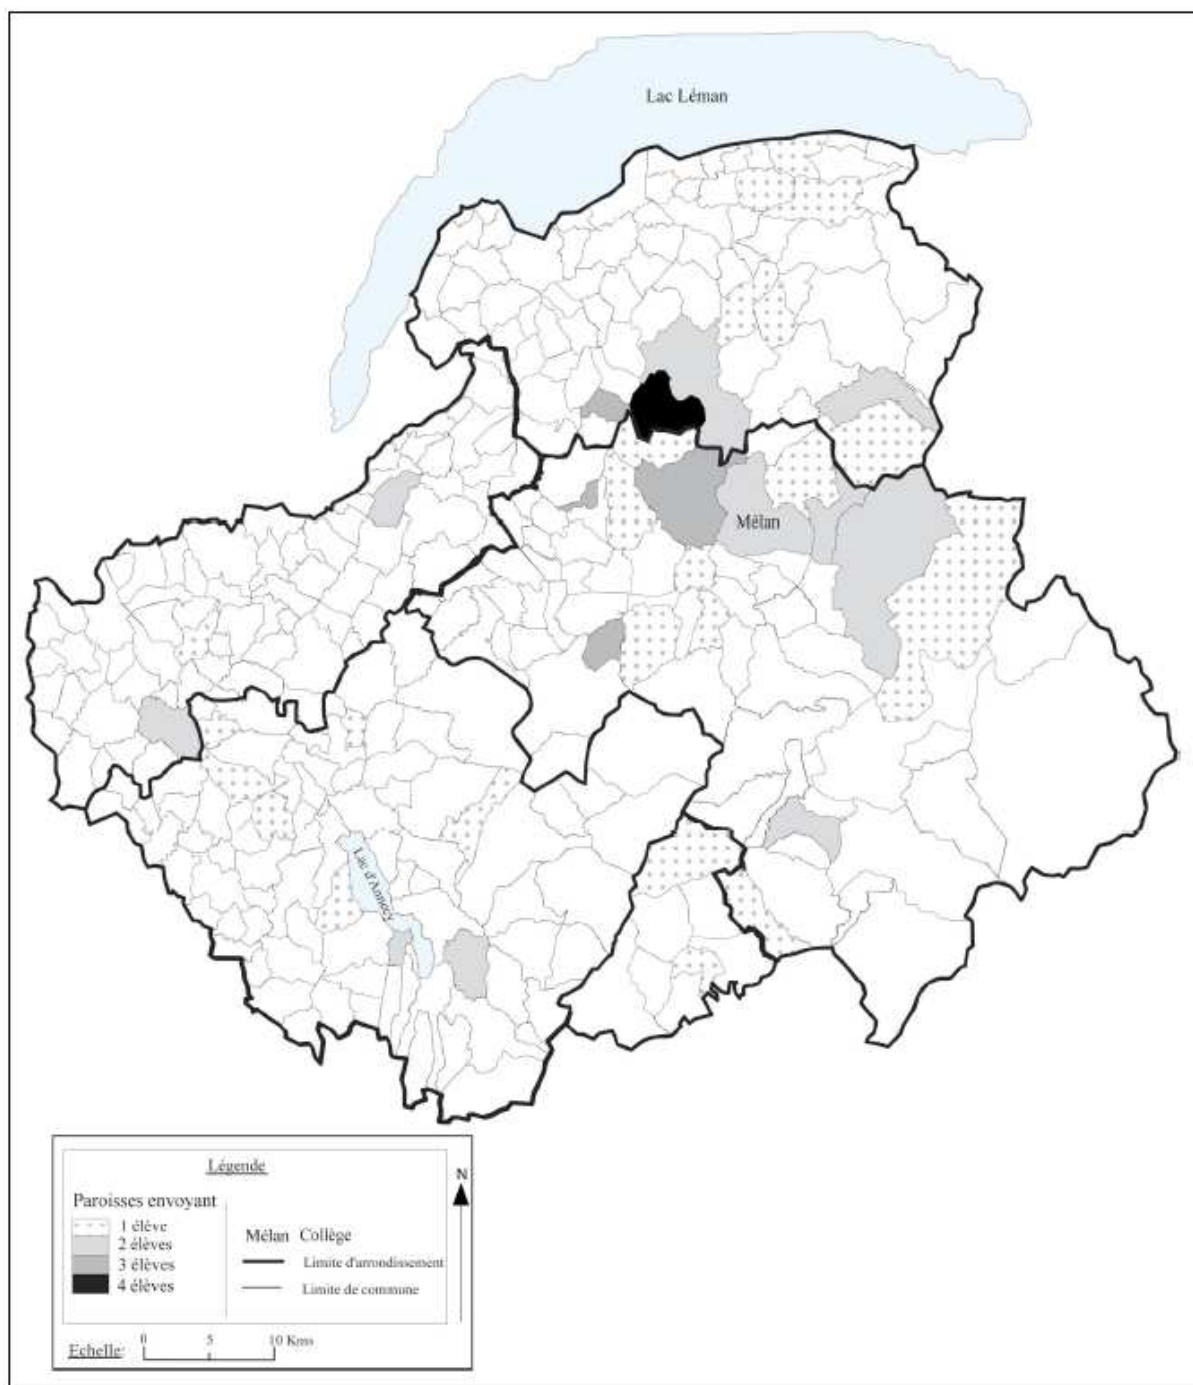 Lac Léman
Mélan
Lac d'Annecy
Légende
N
Paroisses envoyant
1 élève
2 élèves
3 élèves
4 élèves
Mélan Collège
Limite d'arrondissement
Limite de commune
Echelle:
0 5 10 Kms